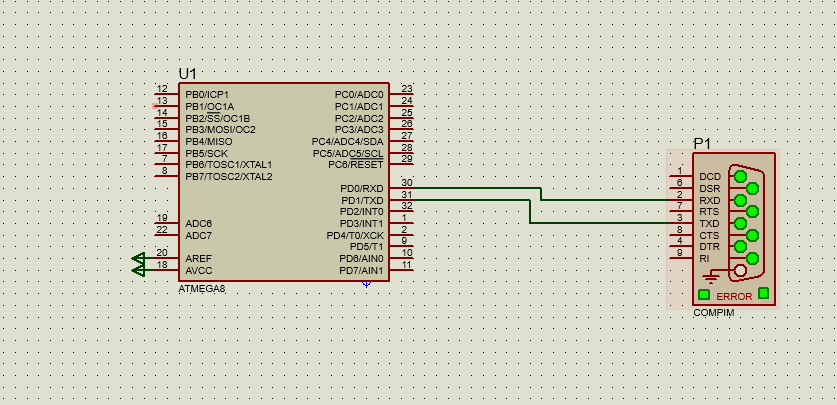 U1
12 PB0/ICP1 PC0/ADC0 23
13 PB1/OC1A PC1/ADC1 24
14 PB2/SS/OC1B PC2/ADC2 25
15 PB3/MOSI/OC2 PC3/ADC3 26
16 PB4/MISO PC4/ADC4/SDA 27
17 PB5/SCK PC5/ADC5/SCL 28
7 PB6/TOSC1/XTAL1 PC6/RESET 29
8 PB7/TOSC2/XTAL2
PD0/RXD 30
PD1/TXD 31
PD2/INT0 32
19 ADC6 PD3/INT1 1
22 ADC7 PD4/T0/XCK 2
PD5/T1 9
20 AREF PD6/AIN0 10
18 AVCC PD7/AIN1 11
ATMEGA8
P1
1 DCD
6 DSR
2 RXD
7 RTS
3 TXD
8 CTS
4 DTR
9 RI
ERROR
COMPIM